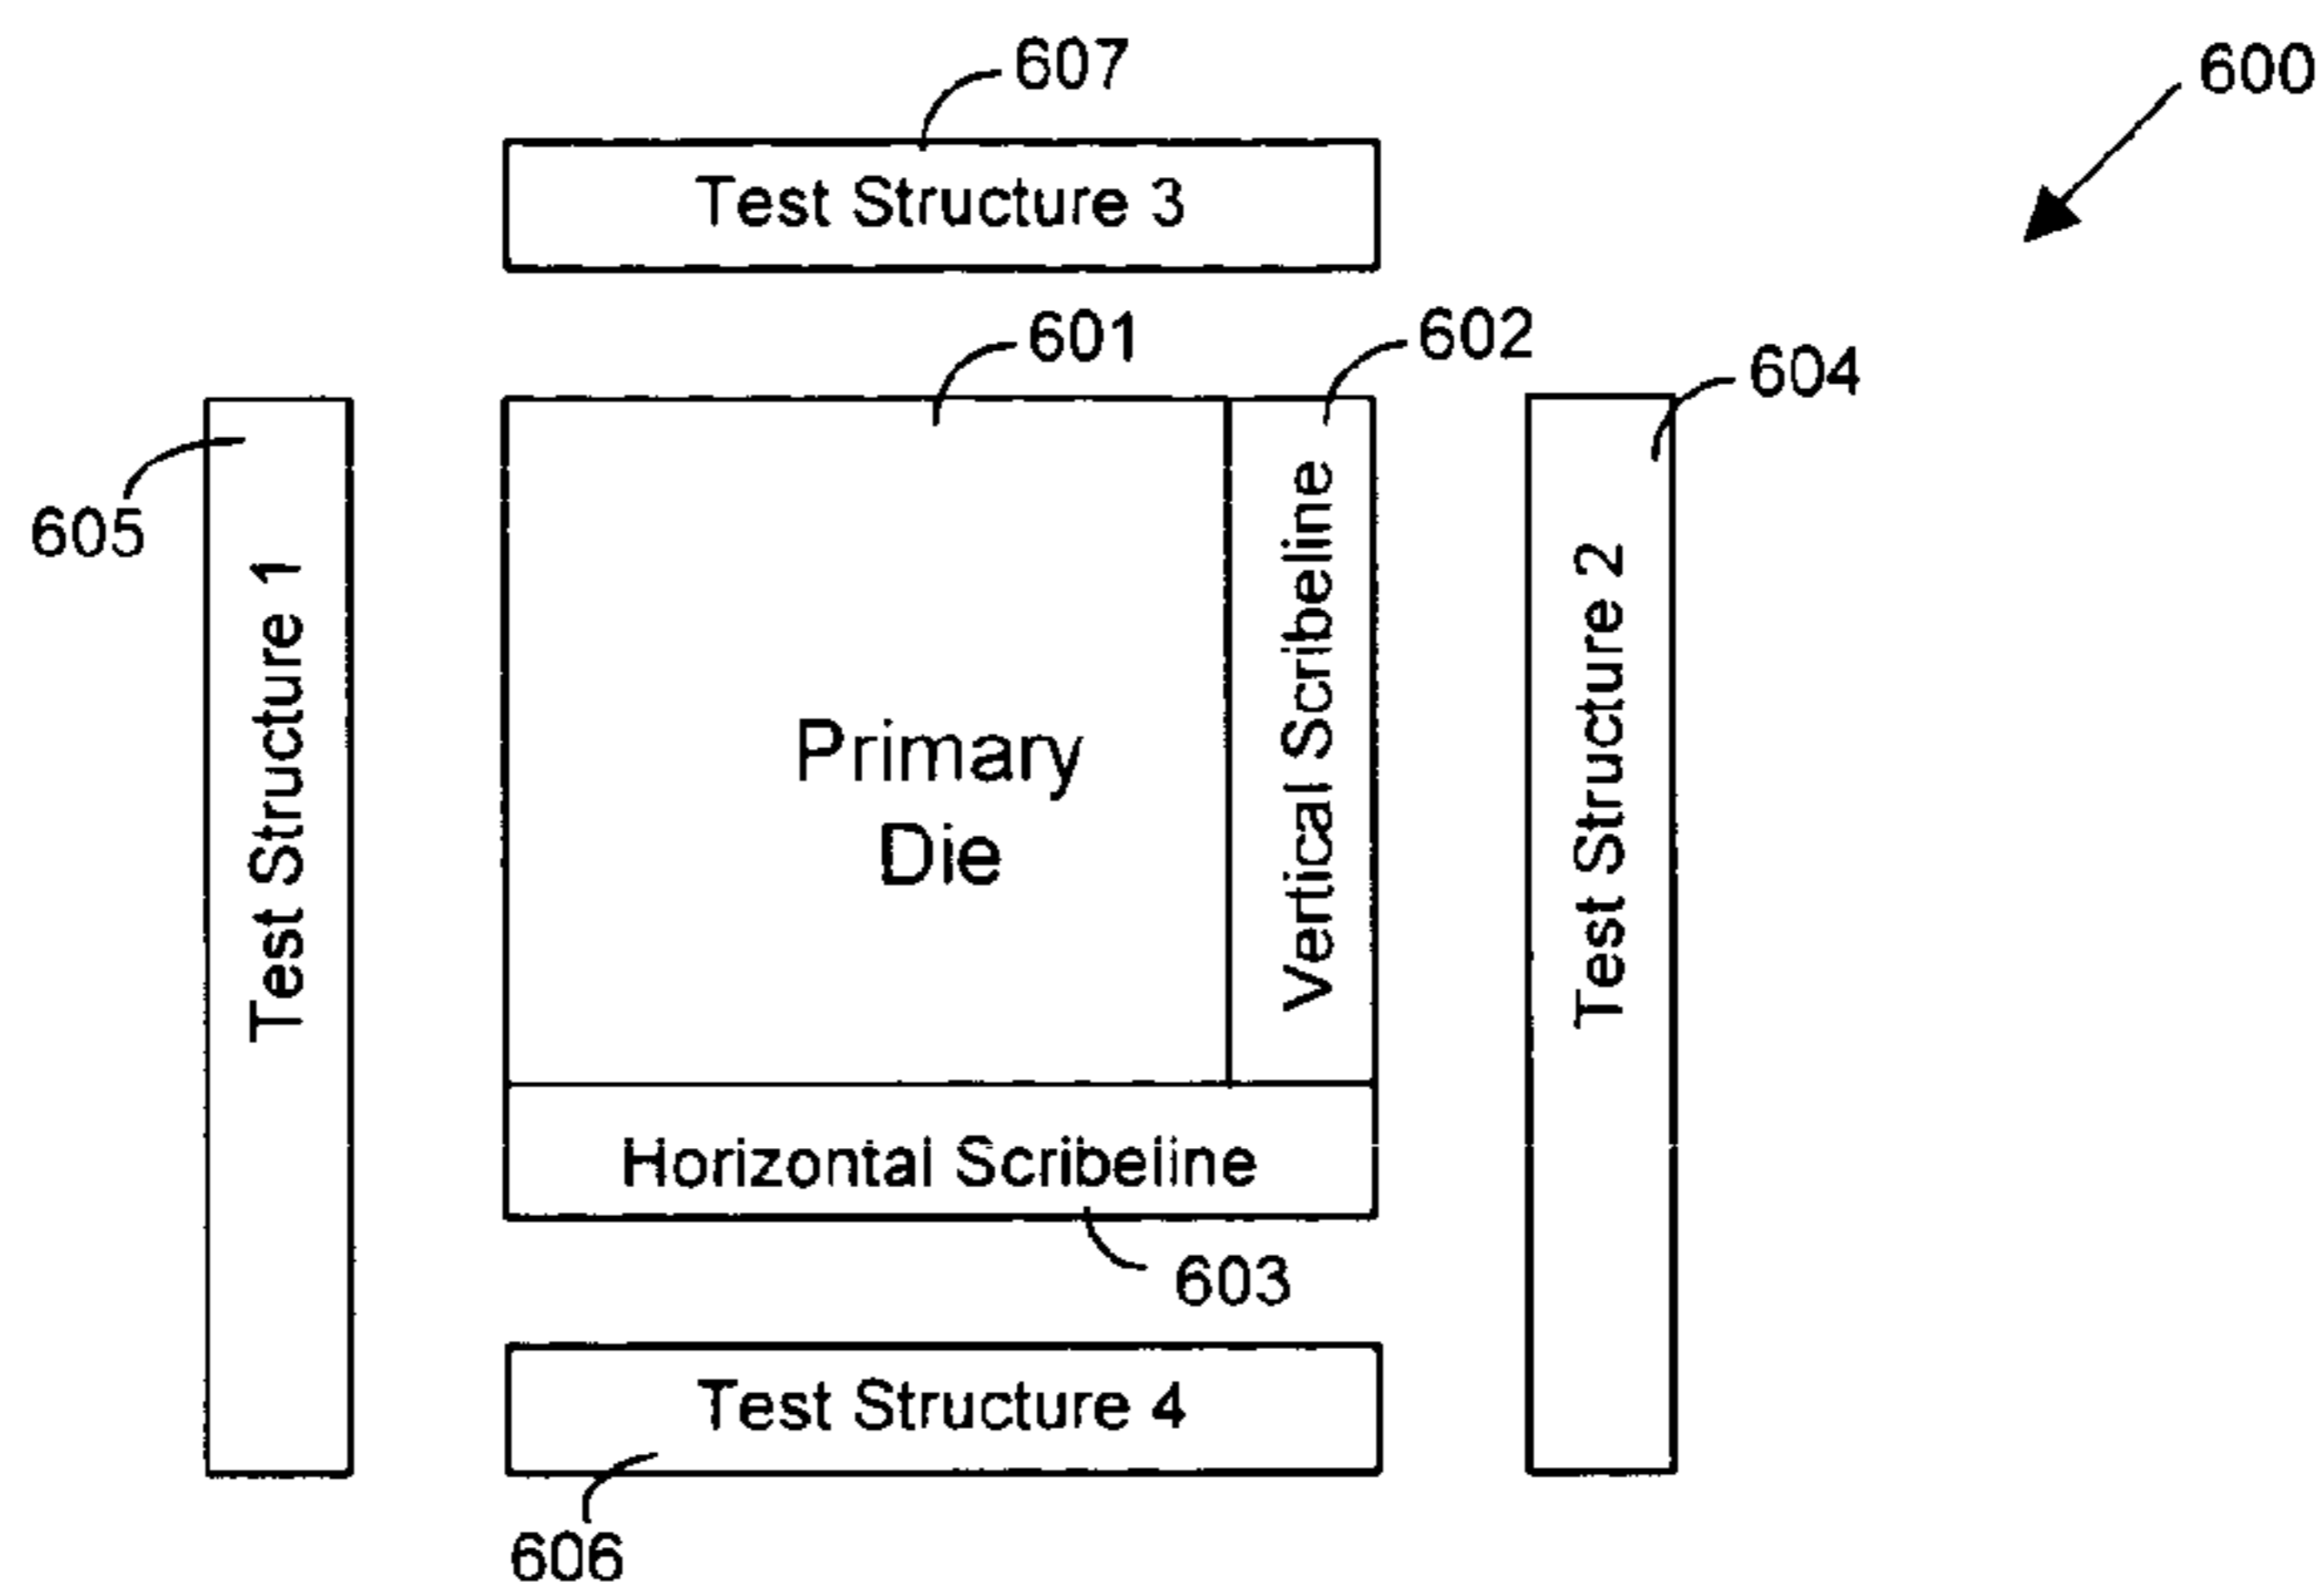 607
600
Test Structure 3
601
602
604
605
Test Structure 1
Primary
Die
Vertical Scribeline
Test Structure 2
Horizontal Scribeline
603
Test Structure 4
606